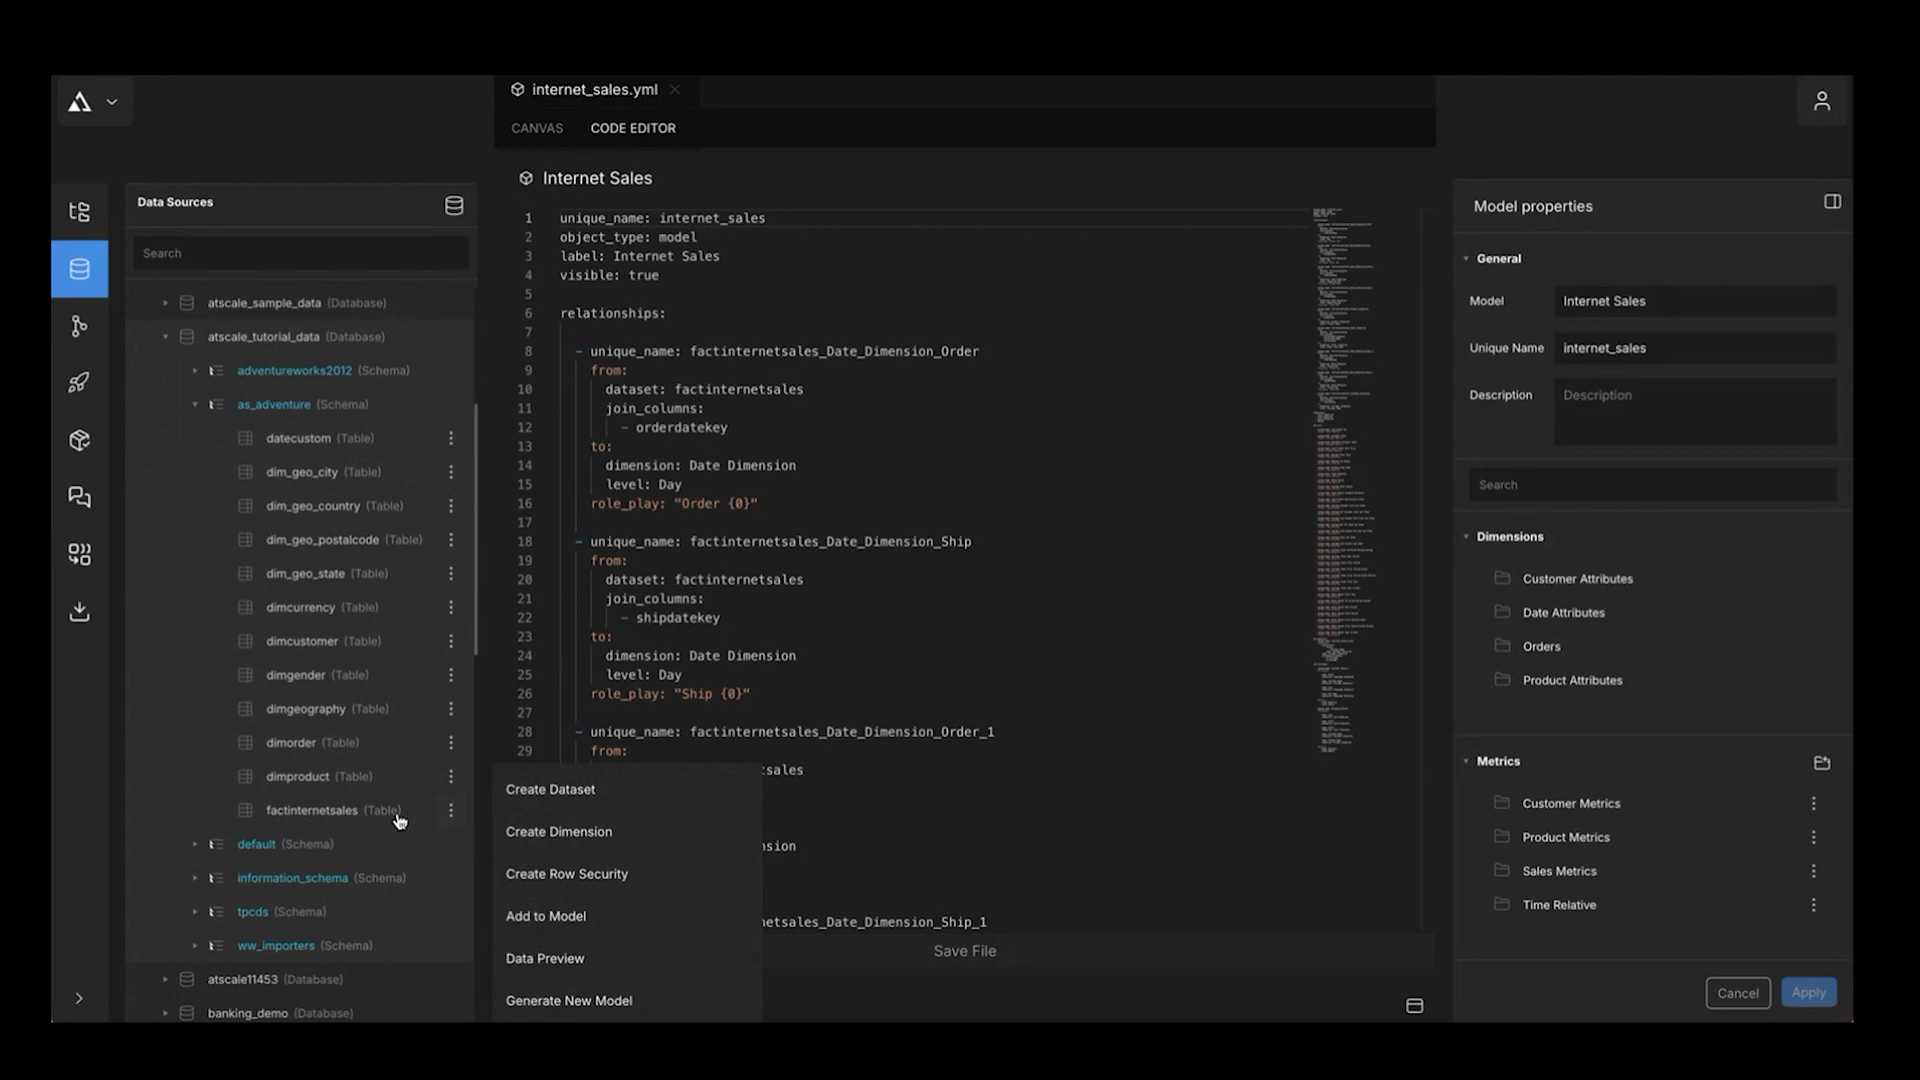 internet_sales.yml
CANVAS CODE EDITOR
Data Sources
Search
atscale_sample_data (Database)
atscale_tutorial_data (Database)
adventureworks2012 (Schema)
as_adventure (Schema)
datecustom (Table)
dim_geo_city (Table)
dim_geo_country (Table)
dim_geo_postalcode (Table)
dim_geo_state (Table)
dimcurrency (Table)
dimcustomer (Table)
dimgender (Table)
dimgeography (Table)
dimorder (Table)
dimproduct (Table)
factinternetsales (Table)
default (Schema)
information_schema (Schema)
tpcds (Schema)
ww_importers (Schema)
atscale11453 (Database)
banking_demo (Database)
Internet Sales
1 unique_name: internet_sales
2 object_type: model
3 label: Internet Sales
4 visible: true
5
6 relationships:
7
8 - unique_name: factinternetsales_Date_Dimension_Order
9 from:
10 dataset: factinternetsales
11 join_columns:
12 - orderdatekey
13 to:
14 dimension: Date Dimension
15 level: Day
16 role_play: "Order {0}"
17
18 - unique_name: factinternetsales_Date_Dimension_Ship
19 from:
20 dataset: factinternetsales
21 join_columns:
22 - shipdatekey
23 to:
24 dimension: Date Dimension
25 level: Day
26 role_play: "Ship {0}"
27
28 - unique_name: factinternetsales_Date_Dimension_Order_1
29 from:
tsales
nsion
netsales_Date_Dimension_Ship_1
Create Dataset
Create Dimension
Create Row Security
Add to Model
Data Preview
Generate New Model
Save File
Model properties
General
Model Internet Sales
Unique Name internet_sales
Description Description
Search
Dimensions
Customer Attributes
Date Attributes
Orders
Product Attributes
Metrics
Customer Metrics
Product Metrics
Sales Metrics
Time Relative
Cancel Apply